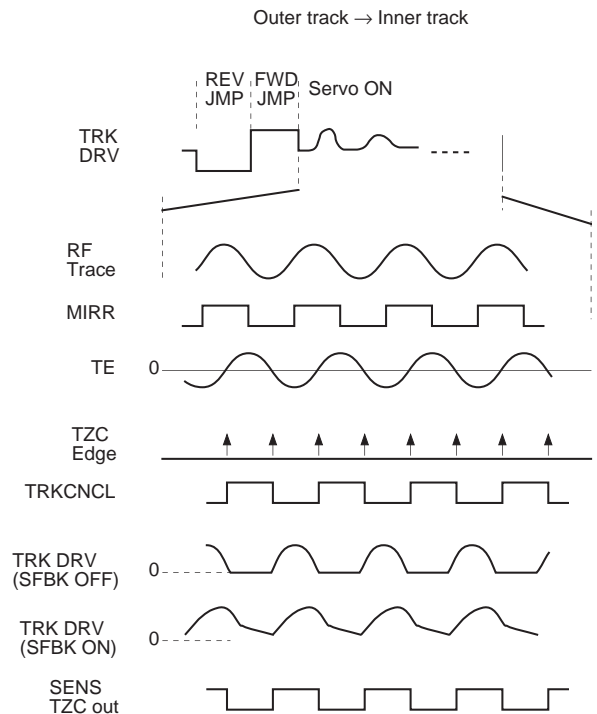 Outer track → Inner track
REV FWD Servo ON
JMP JMP
TRK
DRV
RF
Trace
MIRR
TE 0
TZC
Edge
TRKCNCL
TRK DRV 0
(SFBK OFF)
TRK DRV
(SFBK ON) 0
SENS
TZC out